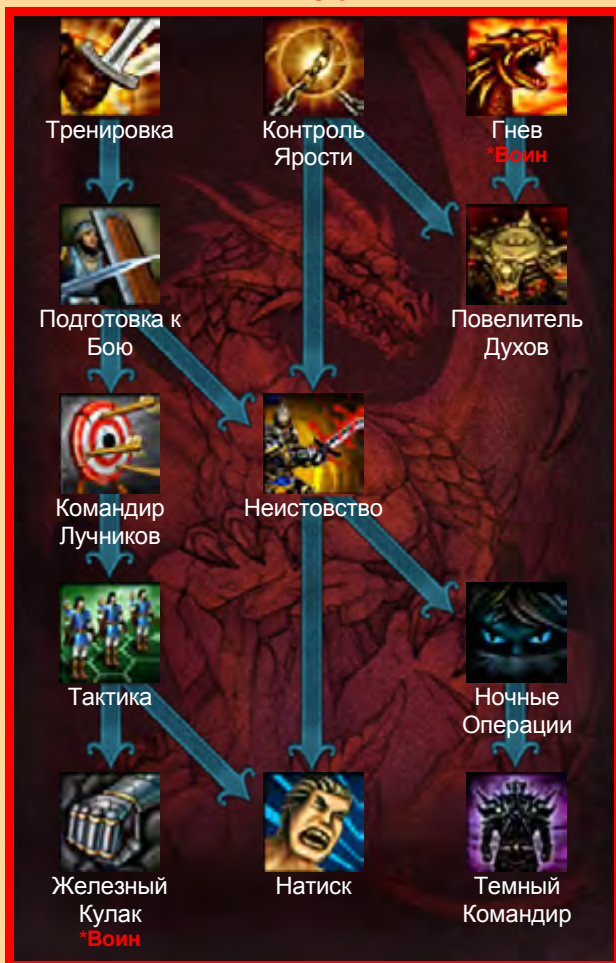 Тренировка
Контроль
Ярости
Гнев
*Воин
Подготовка к
Бою
Повелитель
Духов
Командир
Лучников
Неистовство
Тактика
Ночные
Операции
Железный
Кулак
*Воин
Натиск
Темный
Командир